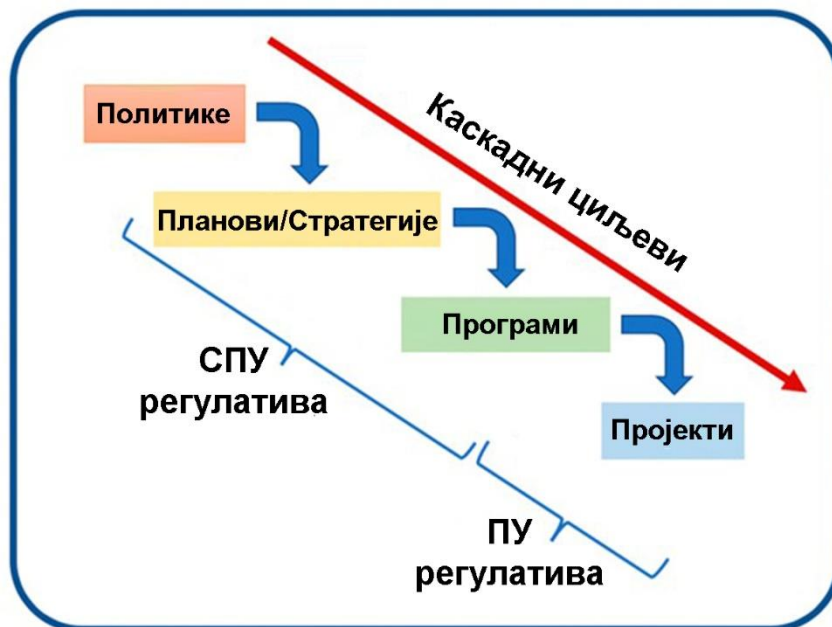 Политике
Каскадни циљеви
Планови/Стратегије
Програми
СПУ
регулатива
Пројекти
ПУ
регулатива